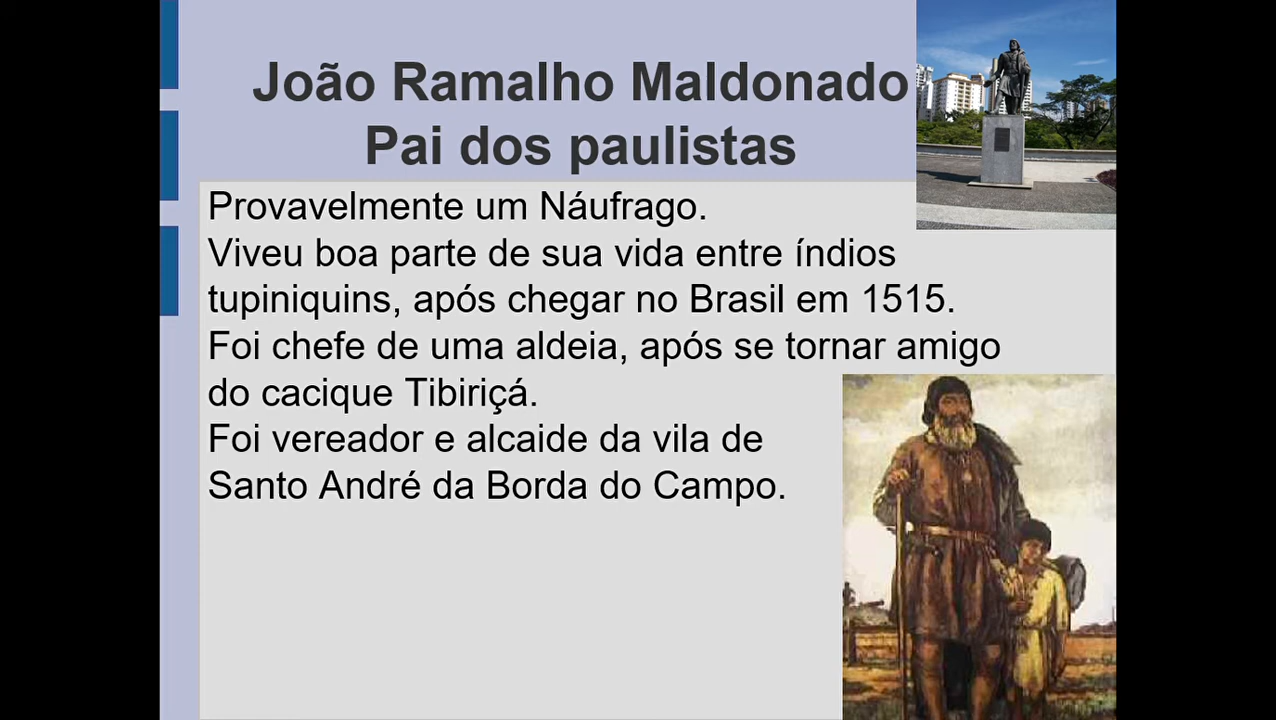 João Ramalho Maldonado
Pai dos paulistas
Provavelmente um Náufrago.
Viveu boa parte de sua vida entre índios
tupiniquins, após chegar no Brasil em 1515.
Foi chefe de uma aldeia, após se tornar amigo
do cacique Tibiriçá.
Foi vereador e alcaide da vila de
Santo André da Borda do Campo.